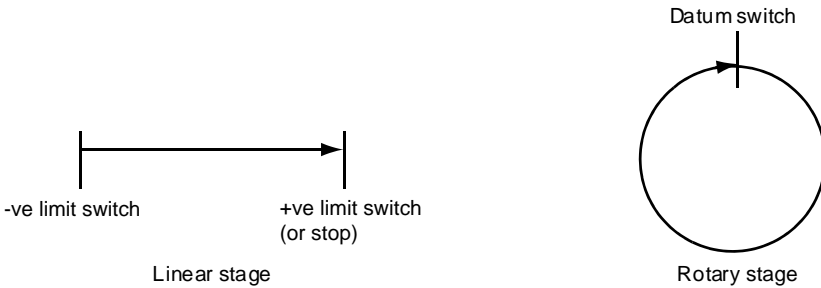 Datum switch
-ve limit switch
+ve limit switch
(or stop)
Linear stage
Rotary stage